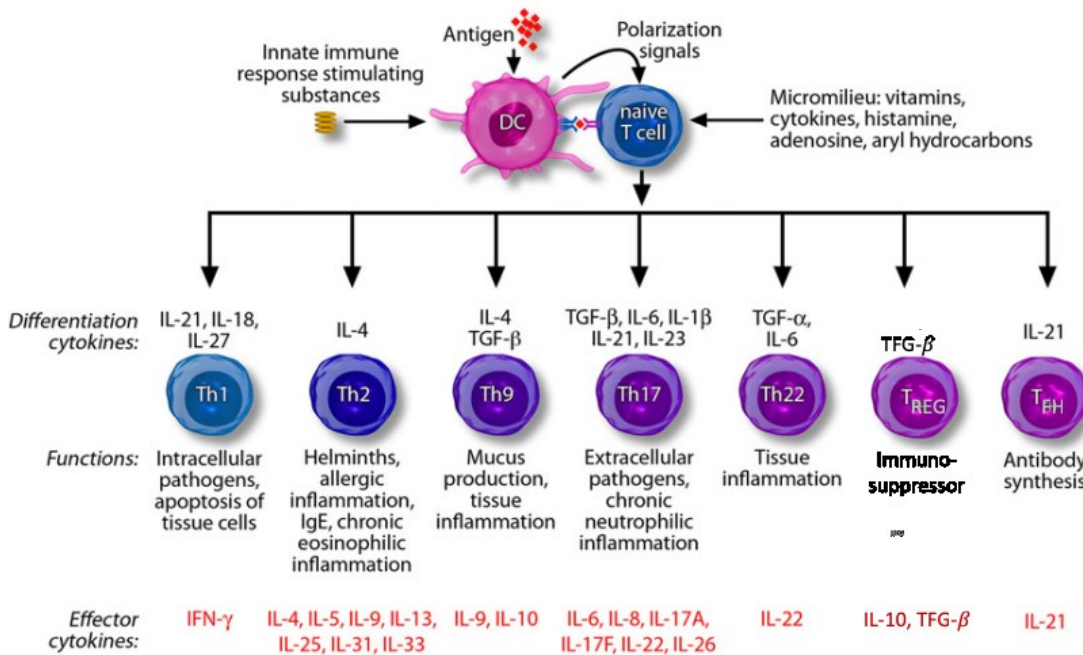 Antigen
Polarization
signals
Innate immune
response stimulating
substances
DC
naive
T cell
Micromilieu: vitamins,
cytokines, histamine,
adenosine, aryl hydrocarbons
Differentiation
cytokines:
IL-21, IL-18,
IL-27
IL-4
IL-4
TGF-β
TGF-β, IL-6, IL-1β
IL-21, IL-23
TGF-α,
IL-6
TFG-β
IL-21
Th1
Th2
Th9
Th17
Th22
TREG
TFH
Functions:
Intracellular
pathogens,
apoptosis of
tissue cells
Helminths,
allergic
inflammation,
IgE, chronic
eosinophilic
inflammation
Mucus
production,
tissue
inflammation
Extracellular
pathogens,
chronic
neutrophilic
inflammation
Tissue
inflammation
Immuno-
suppressor
Antibody
synthesis
Effector
cytokines:
IFN-γ
IL-4, IL-5, IL-9, IL-13,
IL-25, IL-31, IL-33
IL-9, IL-10
IL-6, IL-8, IL-17A,
IL-17F, IL-22, IL-26
IL-22
IL-10, TFG-β
IL-21